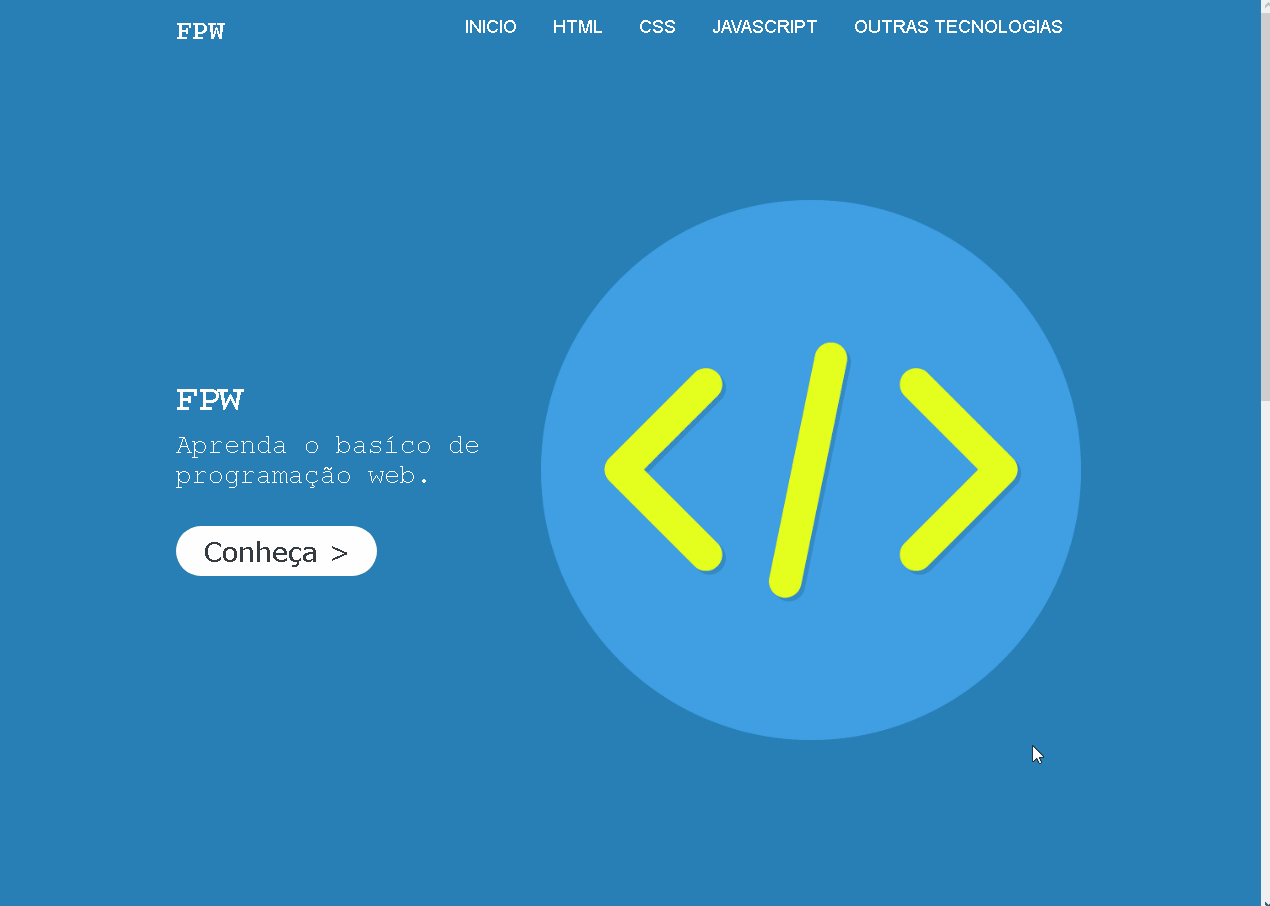 FPW
INICIO HTML CSS JAVASCRIPT OUTRAS TECNOLOGIAS
FPW
Aprenda o basíco de
programação web.
Conheça >